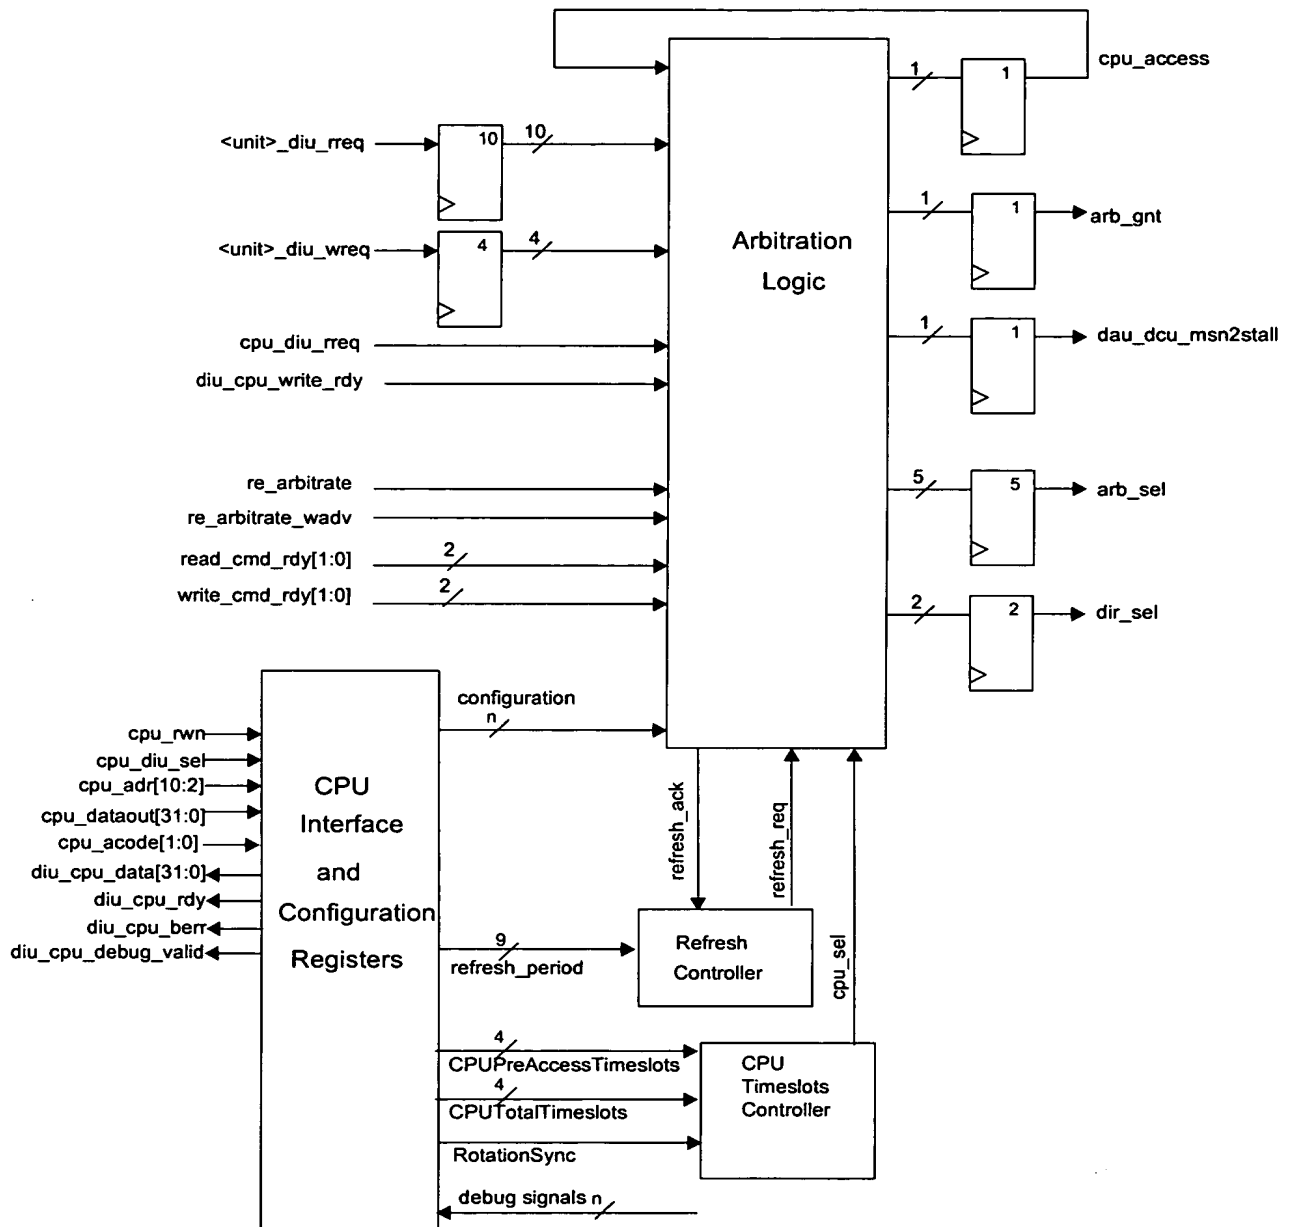 cpu_access
1
1
<unit>_diu_rreq
10
10
<unit>_diu_wreq
4
4
Arbitration
Logic
1
1
arb_gnt
1
1
dau_dcu_msn2stall
cpu_diu_rreq
diu_cpu_write_rdy
re_arbitrate
re_arbitrate_wadv
read_cmd_rdy[1:0]
2
write_cmd_rdy[1:0]
2
5
5
arb_sel
2
2
dir_sel
configuration
n
cpu_rwn
cpu_diu_sel
cpu_adr[10:2]
cpu_dataout[31:0]
cpu_acode[1:0]
diu_cpu_data[31:0]
diu_cpu_rdy
diu_cpu_berr
diu_cpu_debug_valid
CPU
Interface
and
Configuration
Registers
refresh_ack
refresh_req
cpu_sel
9
refresh_period
Refresh
Controller
4
CPUPreAccessTimeslots
4
CPUTotalTimeslots
RotationSync
debug signals n
CPU
Timeslots
Controller